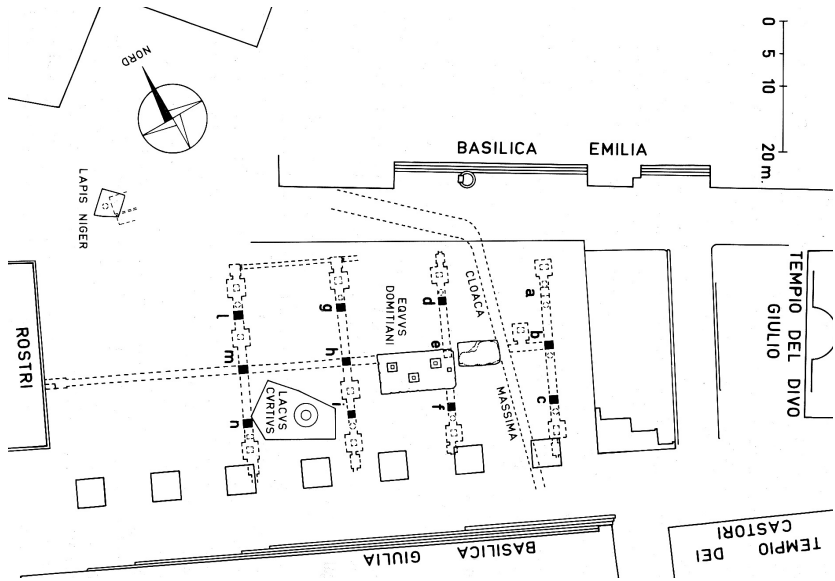 0
5
10
20 m.
NORD
BASILICA EMILIA
LAPIS NIGER
ROSTRI
EQVVS
DOMITIANI
CLOACA
MASSIMA
LACVS
CVRTIVS
TEMPIO DEL DIVO
GIULIO
a
b
c
d
e
f
g
h
i
l
m
n
BASILICA GIULIA
TEMPIO DEI
CASTORI